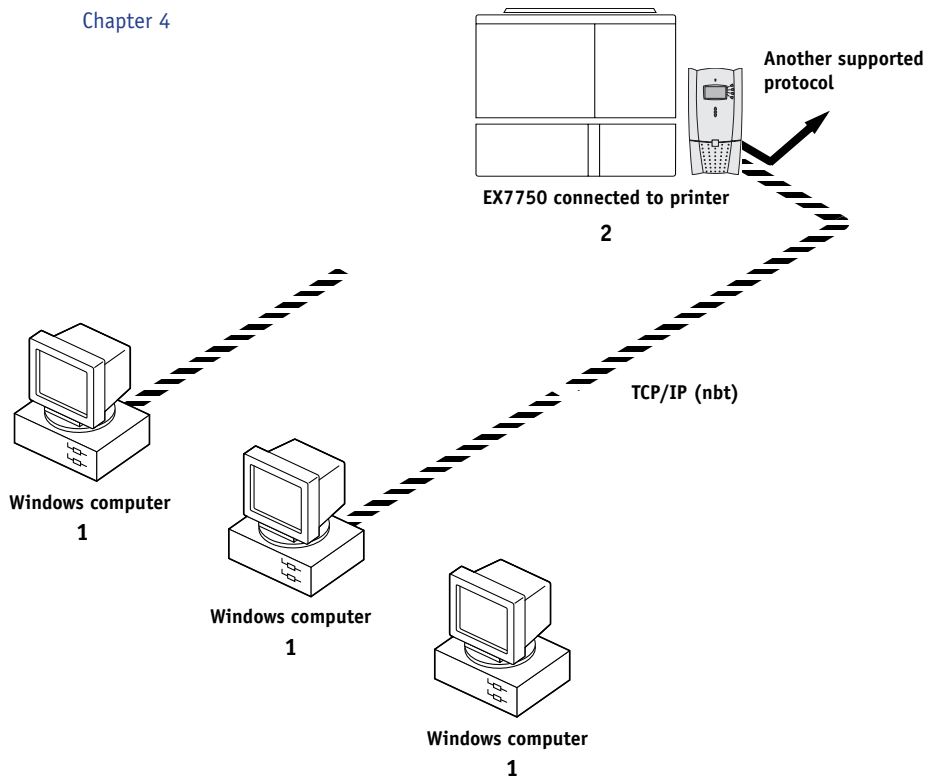 Chapter 4
Another supported
protocol
EX7750 connected to printer
2
TCP/IP (nbt)
Windows computer
1
Windows computer
1
Windows computer
1